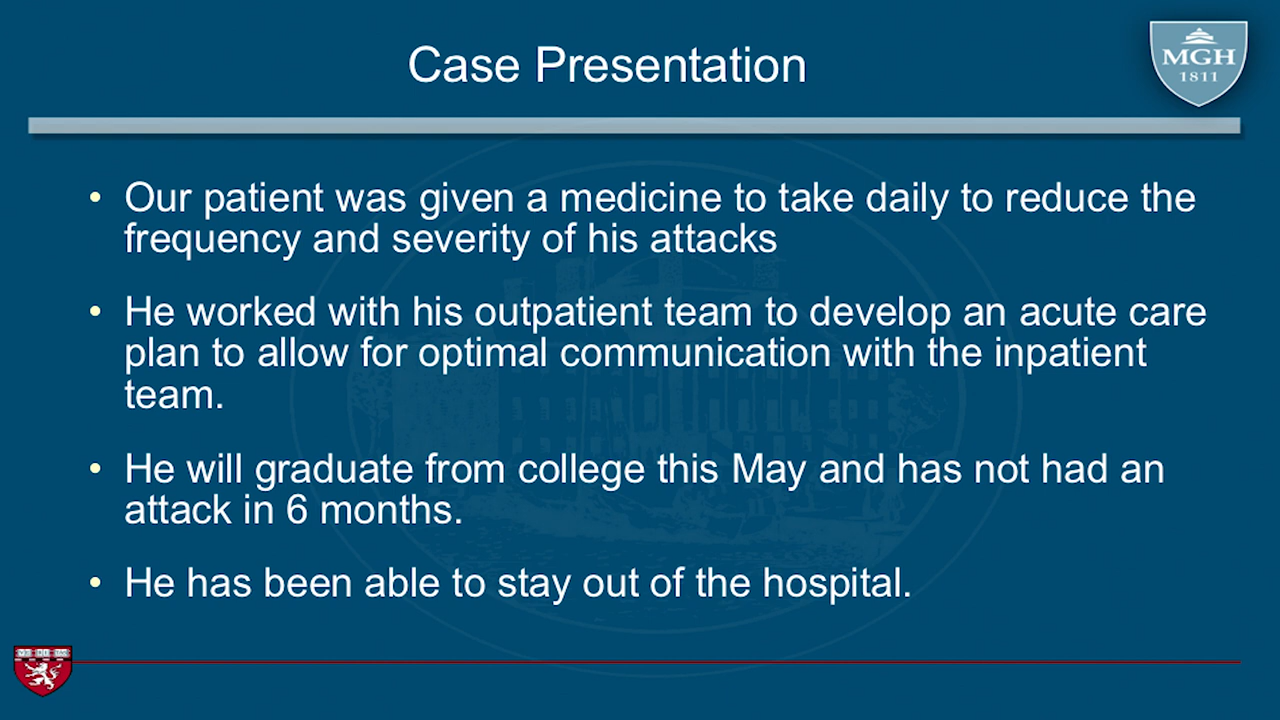 Case Presentation
MGH
1811
• Our patient was given a medicine to take daily to reduce the
frequency and severity of his attacks
• He worked with his outpatient team to develop an acute care
plan to allow for optimal communication with the inpatient
team.
• He will graduate from college this May and has not had an
attack in 6 months.
• He has been able to stay out of the hospital.